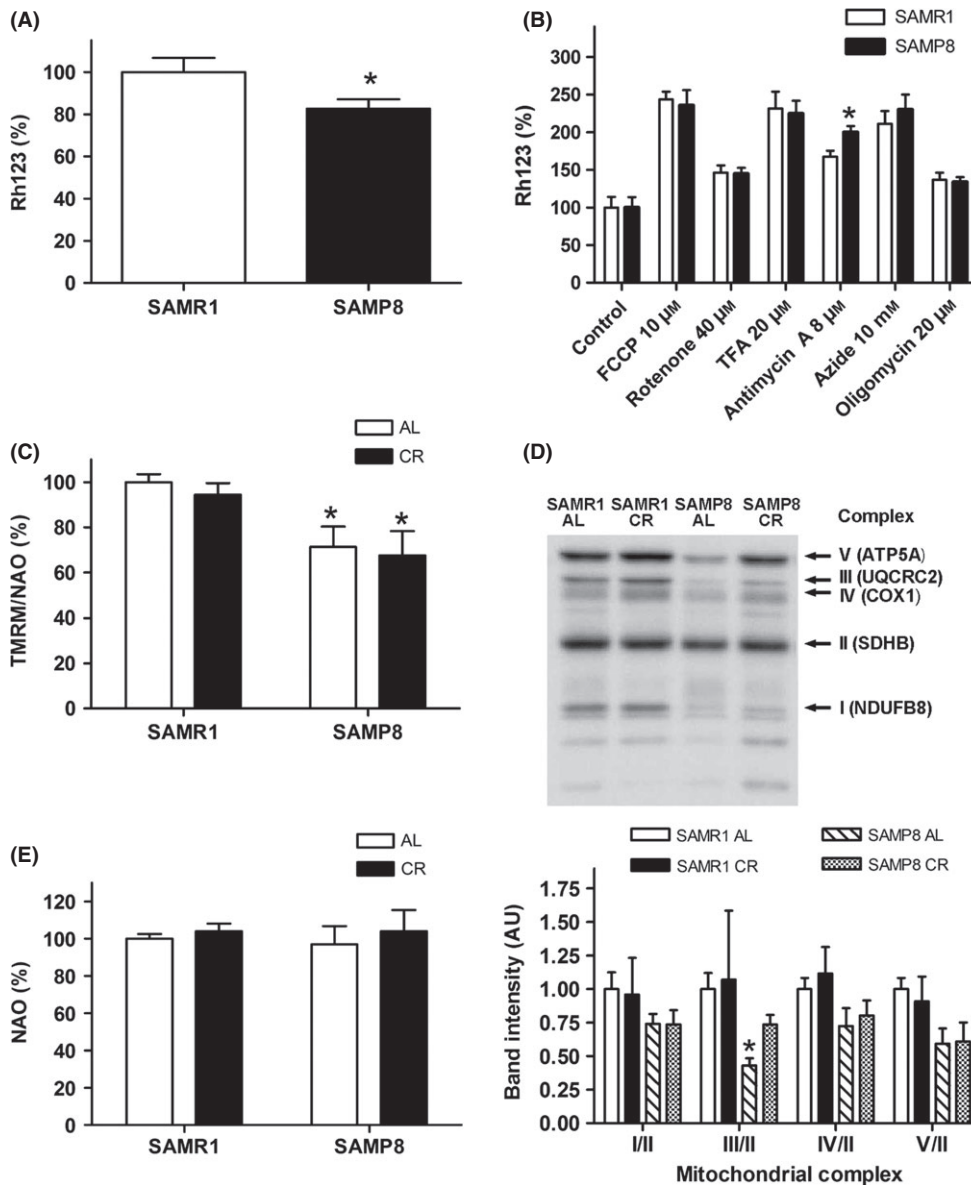 (A)
120
100
80
60
40
20
0
Rh123 (%)
*
SAMR1 SAMP8
(B)
SAMR1
SAMP8
300
250
200
150
100
50
0
Rh123 (%)
*
Control
FCCP 10 µM
Rotenone 40 µM
TFA 20 µM
Antimycin A 8 µM
Azide 10 mM
Oligomycin 20 µM
(C)
AL
CR
100
80
60
40
20
0
TMRM/NAO (%)
* *
SAMR1 SAMP8
(D)
SAMR1 SAMR1 SAMP8 SAMP8
AL CR AL CR
Complex
V (ATP5A)
III (UQCRC2)
IV (COX1)
II (SDHB)
I (NDUFB8)
(E)
AL
CR
120
100
80
60
40
20
0
NAO (%)
SAMR1 SAMP8
SAMR1 AL SAMP8 AL
SAMR1 CR SAMP8 CR
1.75
1.50
1.25
1.00
0.75
0.50
0.25
0.00
Band intensity (AU)
*
I/II III/II IV/II V/II
Mitochondrial complex